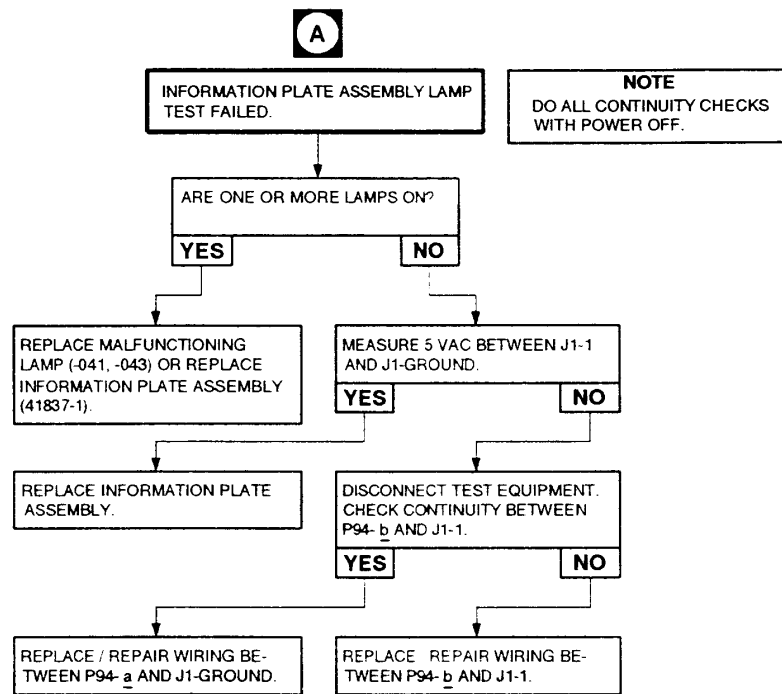 A
INFORMATION PLATE ASSEMBLY LAMP
TEST FAILED.
NOTE
DO ALL CONTINUITY CHECKS
WITH POWER OFF.
ARE ONE OR MORE LAMPS ON?
YES
NO
REPLACE MALFUNCTIONING
LAMP (-041, -043) OR REPLACE
INFORMATION PLATE ASSEMBLY
(41837-1).
MEASURE 5 VAC BETWEEN J1-1
AND J1-GROUND.
YES
NO
REPLACE INFORMATION PLATE
ASSEMBLY.
DISCONNECT TEST EQUIPMENT.
CHECK CONTINUITY BETWEEN
P94- b AND J1-1.
YES
NO
REPLACE / REPAIR WIRING BE-
TWEEN P94- a AND J1-GROUND.
REPLACE REPAIR WIRING BE-
TWEEN P94- b AND J1-1.